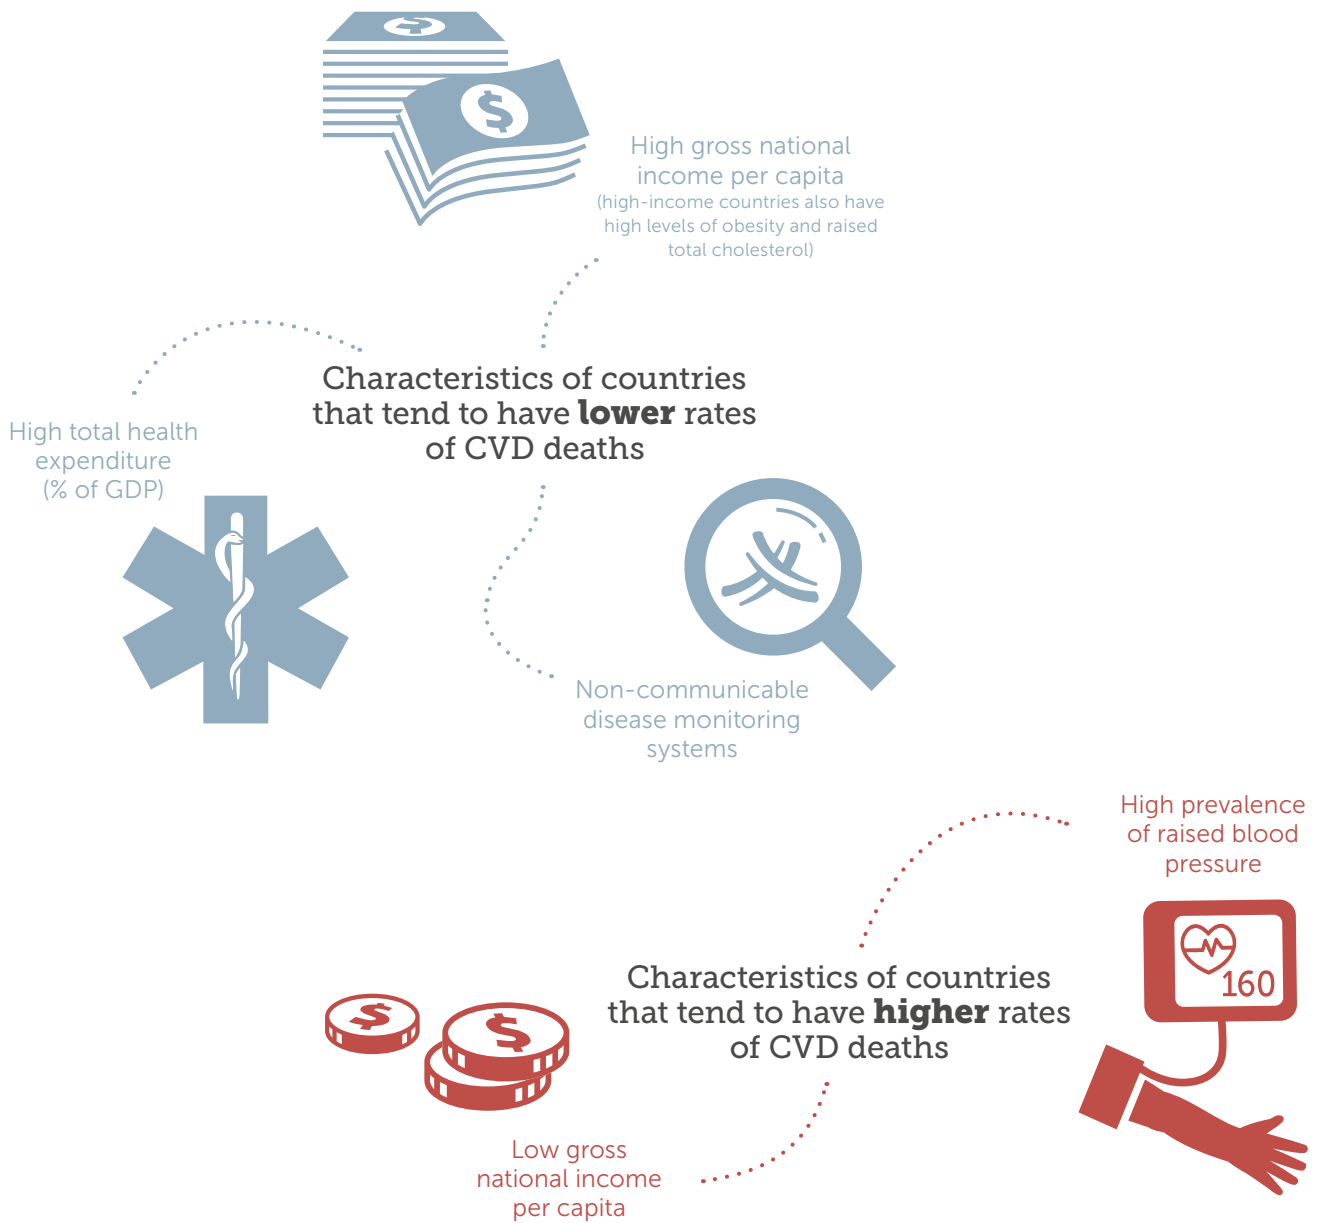 $
$
High gross national
income per capita
(high-income countries also have
high levels of obesity and raised
total cholesterol)
Characteristics of countries
that tend to have lower rates
of CVD deaths
High total health
expenditure
(% of GDP)
Non-communicable
disease monitoring
systems
High prevalence
of raised blood
pressure
160
Characteristics of countries
that tend to have higher rates
of CVD deaths
$
$
Low gross
national income
per capita